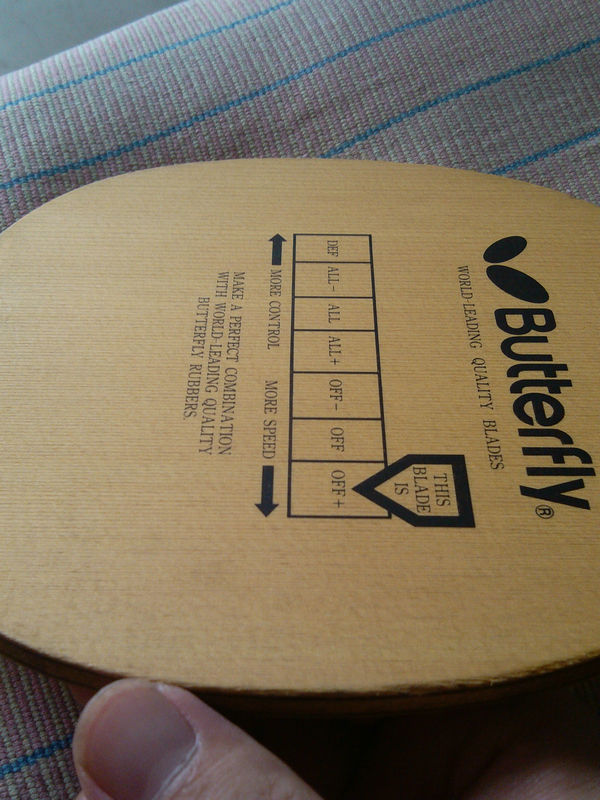 Butterfly®
WORLD-LEADING QUALITY BLADES
THIS
BLADE
IS
DEF ALL- ALL ALL+ OFF- OFF OFF+
MORE CONTROL MORE SPEED
MAKE A PERFECT COMBINATION
WITH WORLD-LEADING QUALITY
BUTTERFLY RUBBERS.